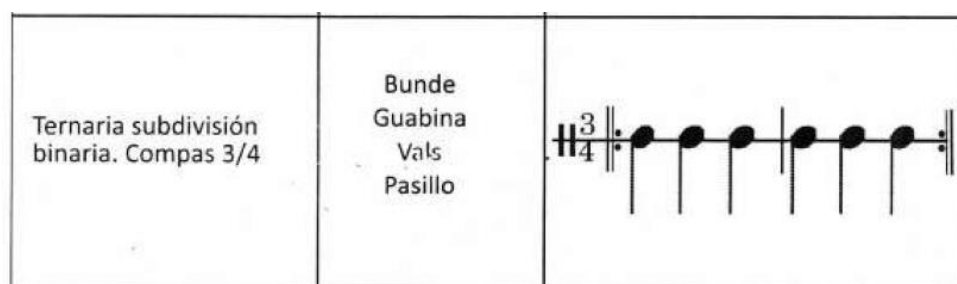 Ternaria subdivisión
binaria. Compas 3/4
Bunde
Guabina
Vals
Pasillo
3
4